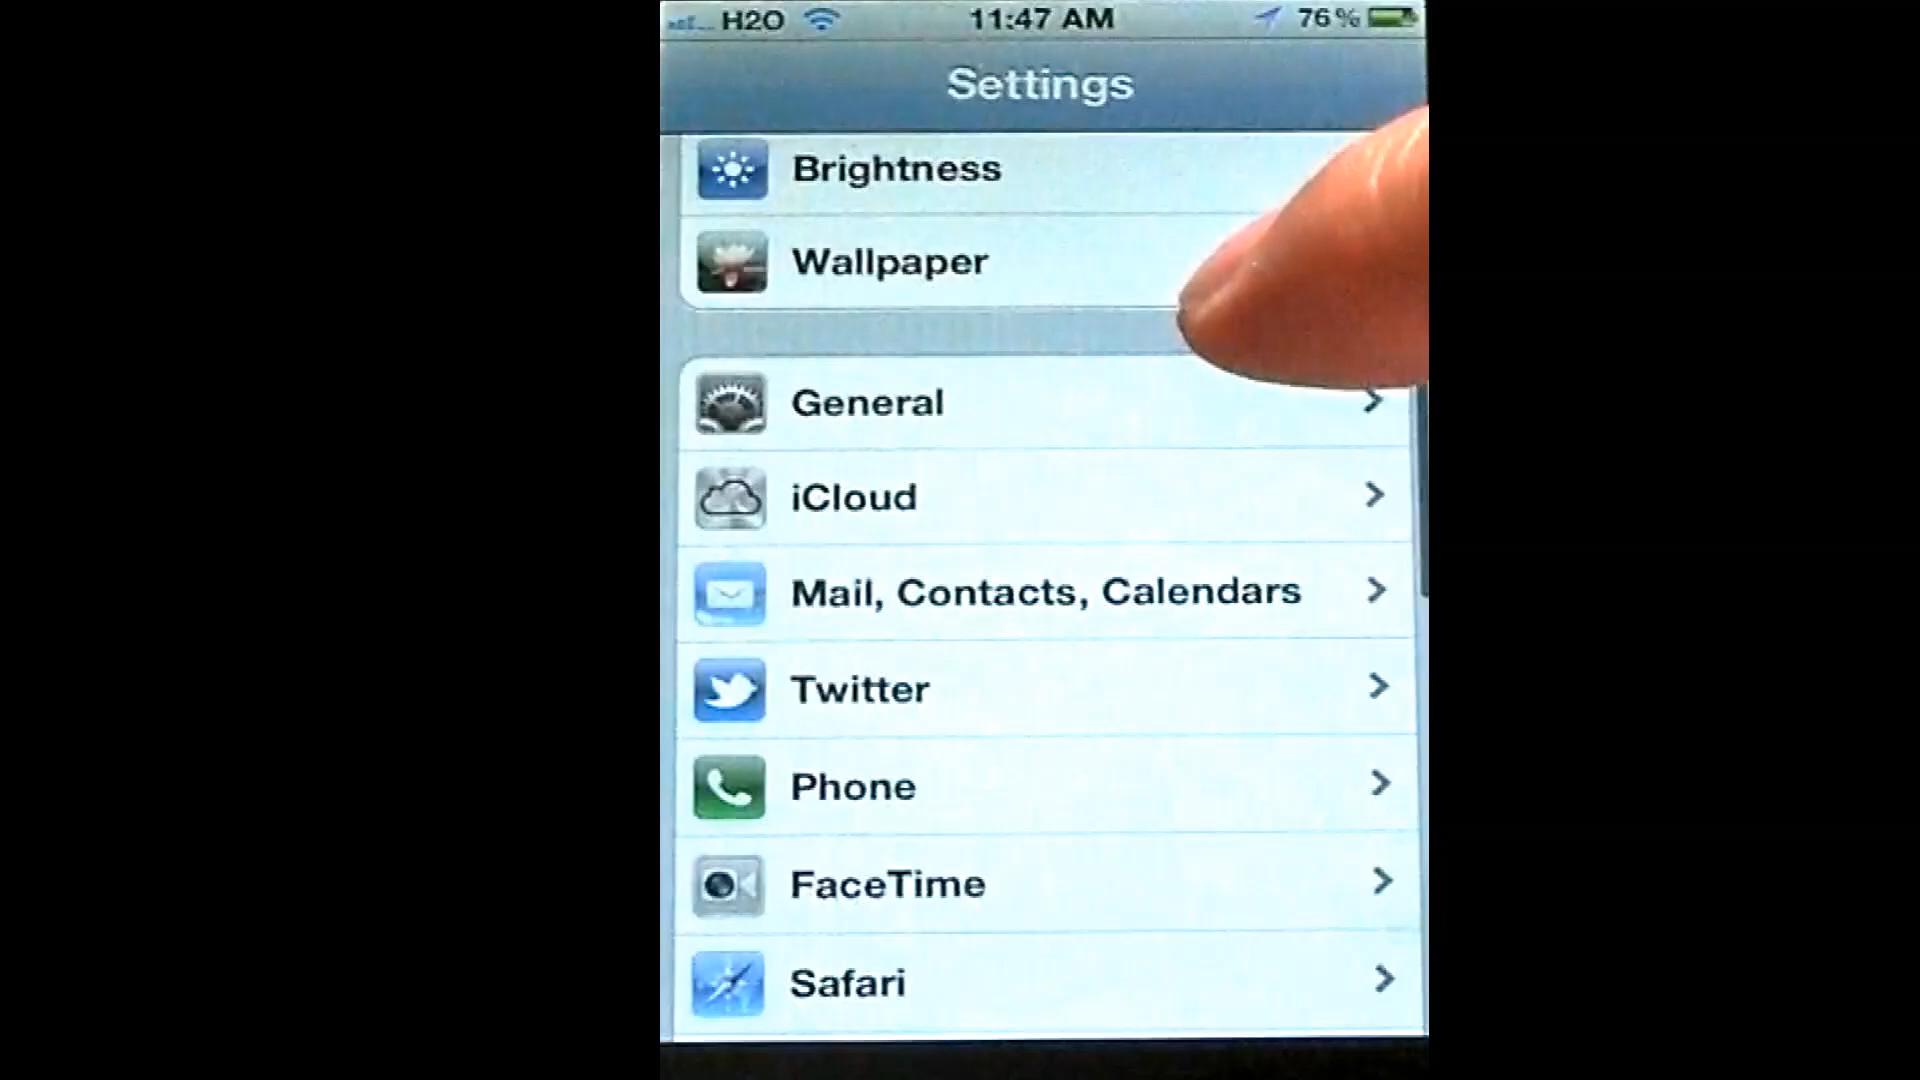 H2O 11:47 AM 76%
Settings
Brightness
Wallpaper
General
iCloud
Mail, Contacts, Calendars
Twitter
Phone
FaceTime
Safari